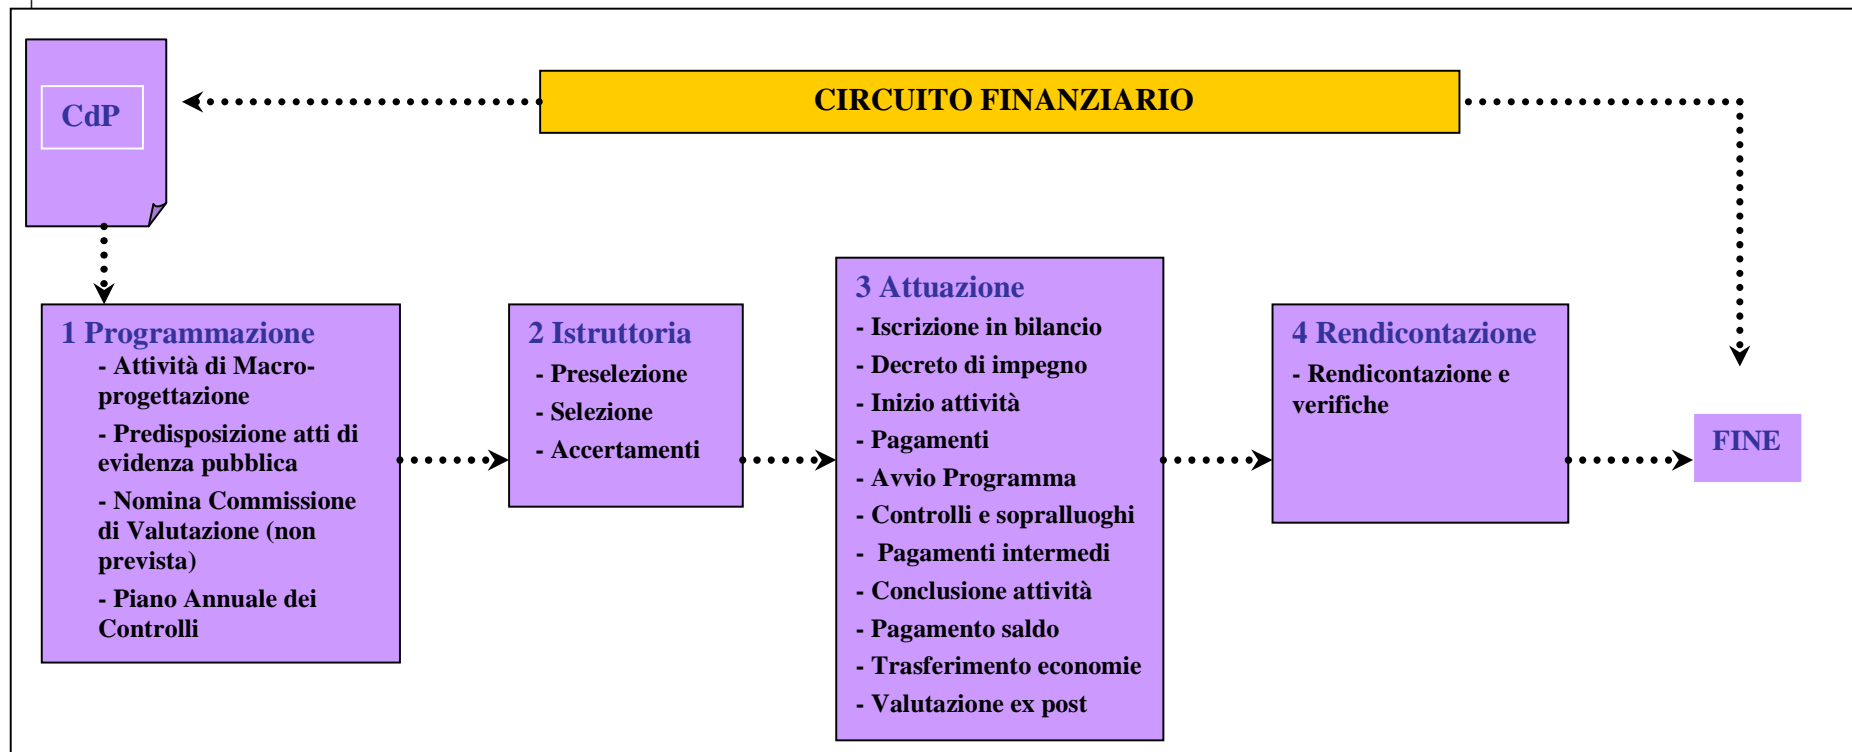 CdP
CIRCUITO FINANZIARIO
1 Programmazione
- Attività di Macro-
progettazione
- Predisposizione atti di
evidenza pubblica
- Nomina Commissione
di Valutazione (non
prevista)
- Piano Annuale dei
Controlli
2 Istruttoria
- Preselezione
- Selezione
- Accertamenti
3 Attuazione
- Iscrizione in bilancio
- Decreto di impegno
- Inizio attività
- Pagamenti
- Avvio Programma
- Controlli e sopralluoghi
- Pagamenti intermedi
- Conclusione attività
- Pagamento saldo
- Trasferimento economie
- Valutazione ex post
4 Rendicontazione
- Rendicontazione e
verifiche
FINE